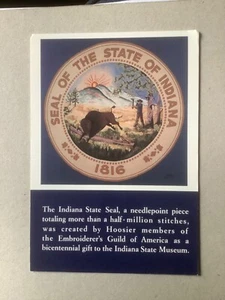 SEAL OF THE STATE OF INDIANA
1816
The Indiana State Seal, a needlepoint piece
totaling more than a half-million stitches,
was created by Hoosier members of
the Embroiderer's Guild of America as a
bicentennial gift to the Indiana State Museum.